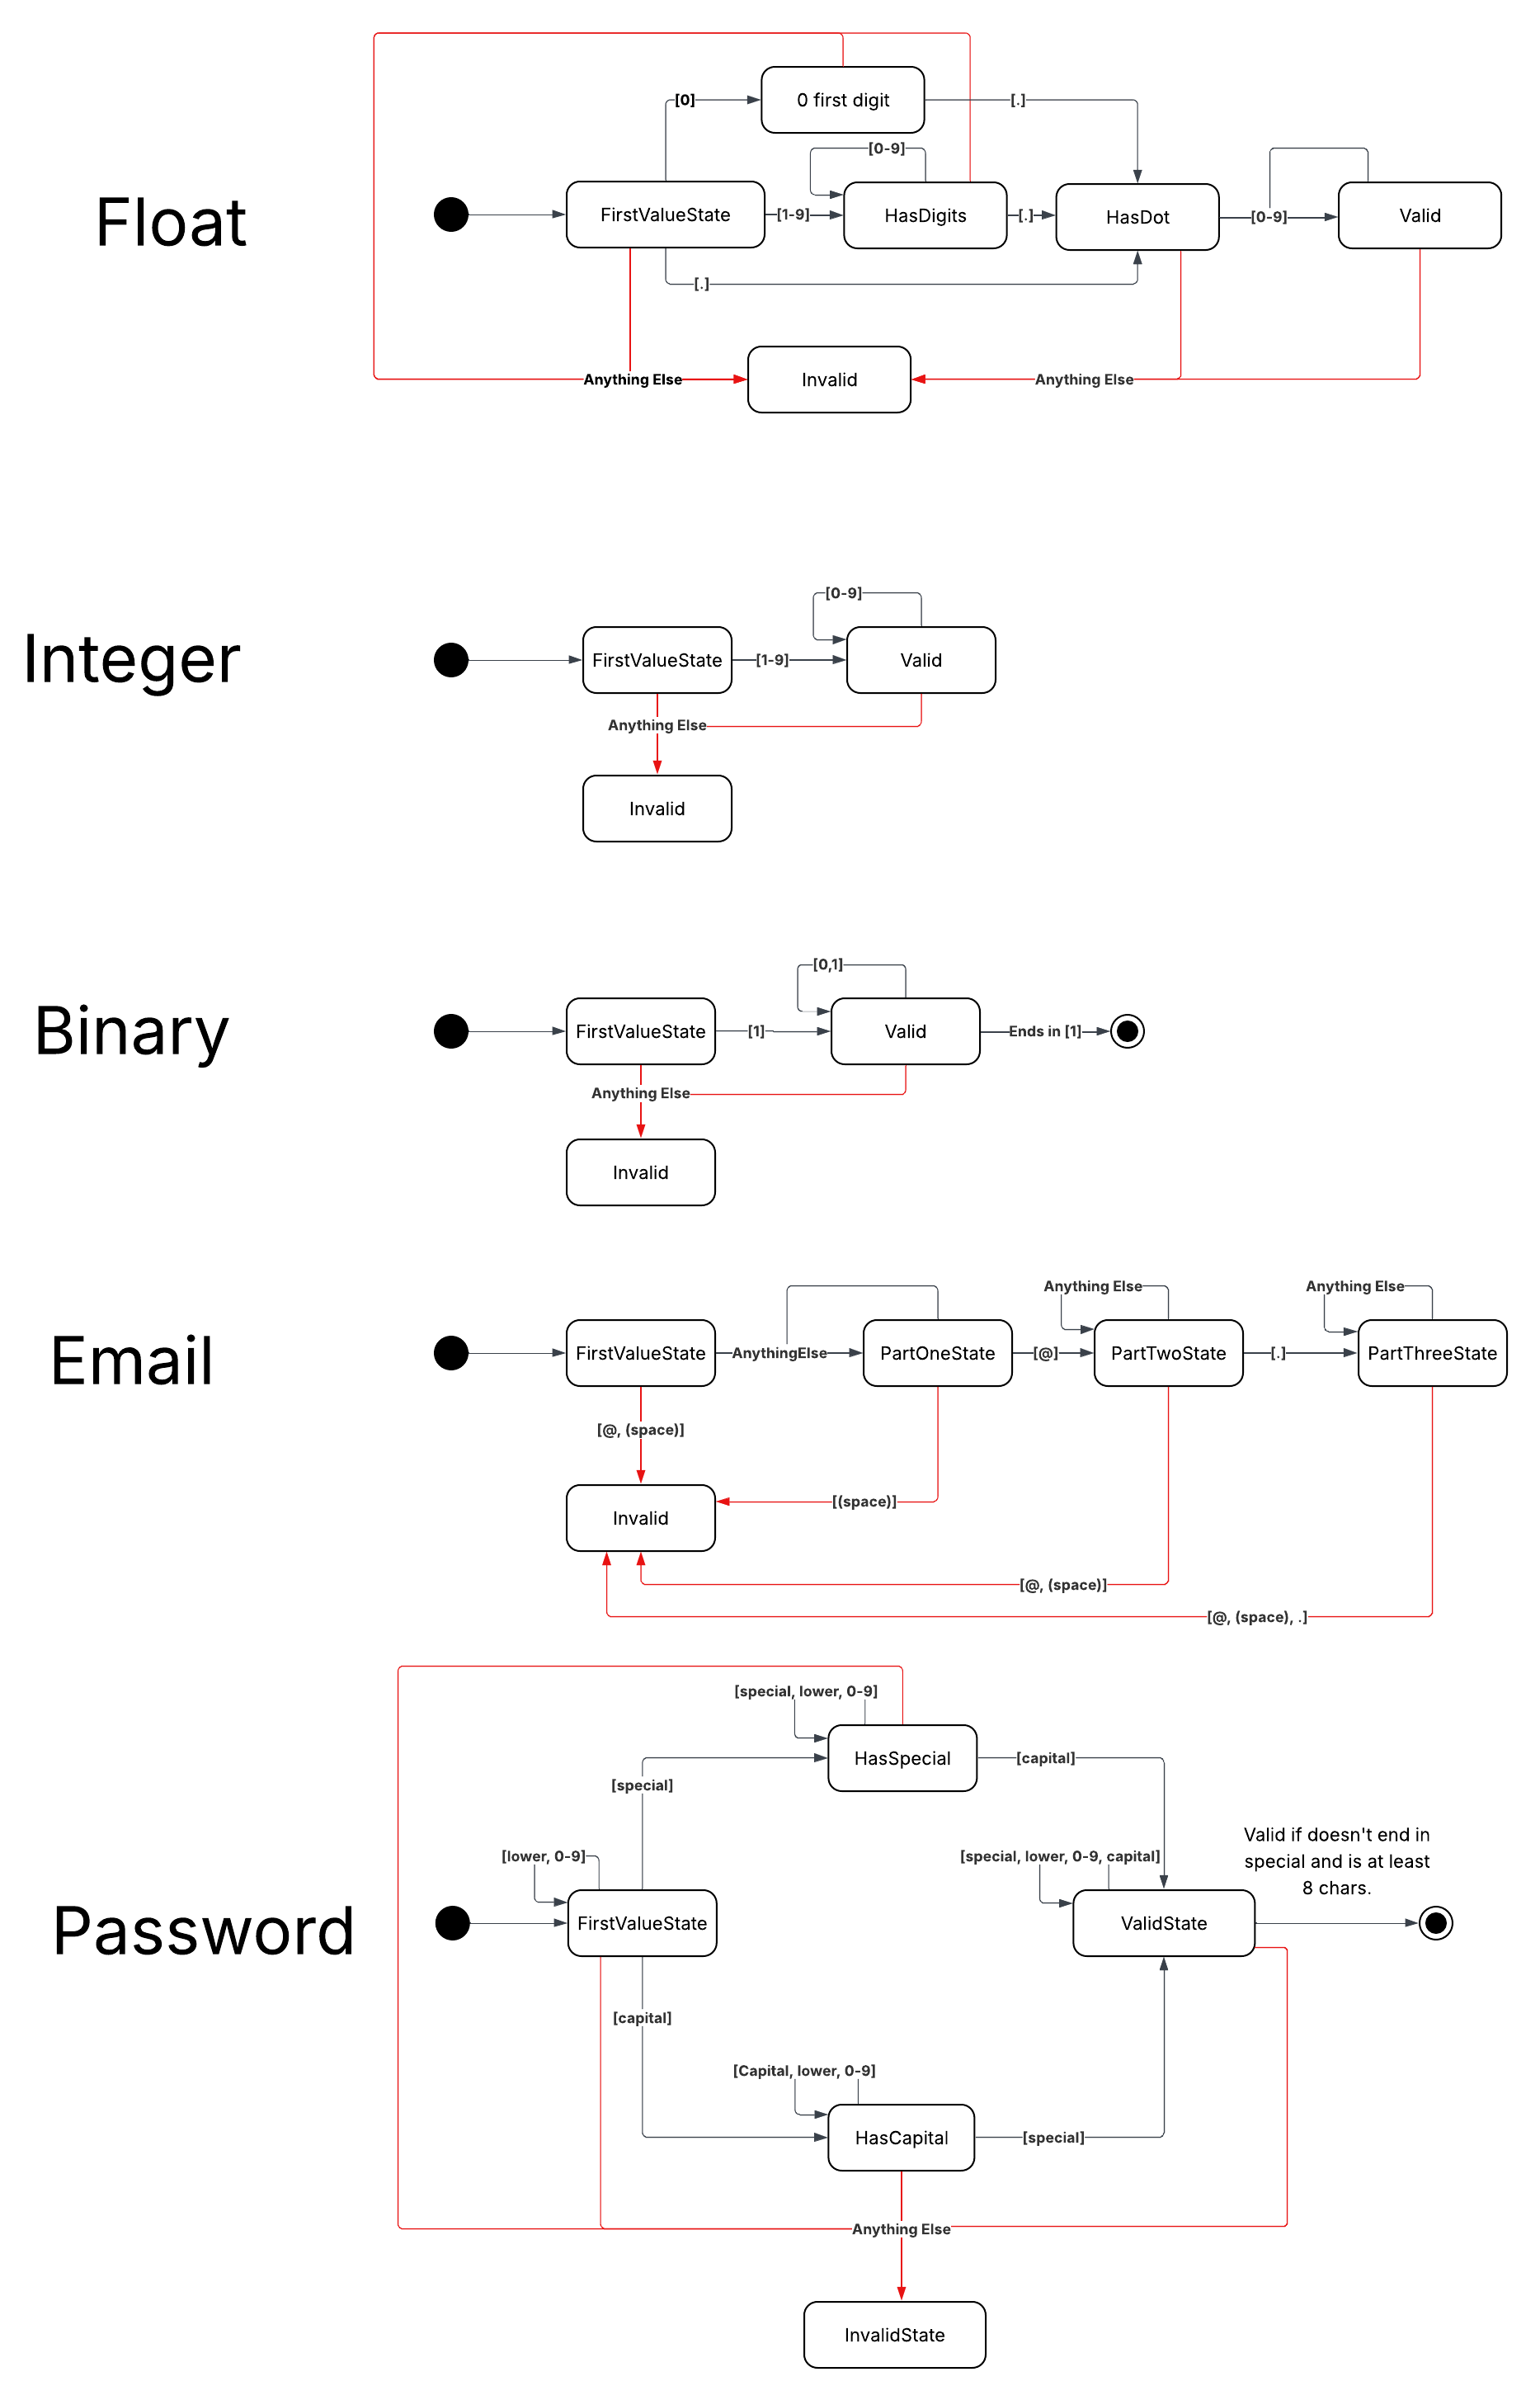 Float
[0]
0 first digit
[.]
[0-9]
FirstValueState
[1-9]
HasDigits
[.]
HasDot
[0-9]
Valid
[.]
Anything Else
Invalid
Anything Else
Integer
[0-9]
FirstValueState
[1-9]
Valid
Anything Else
Invalid
Binary
[0,1]
FirstValueState
[1]
Valid
Ends in [1]
Anything Else
Invalid
Email
Anything Else
Anything Else
FirstValueState
AnythingElse
PartOneState
[@]
PartTwoState
[.]
PartThreeState
[@, (space)]
Invalid
[(space)]
[@, (space)]
[@, (space), .]
Password
[special, lower, 0-9]
HasSpecial
[capital]
[special]
[lower, 0-9]
FirstValueState
[special, lower, 0-9, capital]
ValidState
Valid if doesn't end in
special and is at least
8 chars.
[capital]
[Capital, lower, 0-9]
HasCapital
[special]
Anything Else
InvalidState